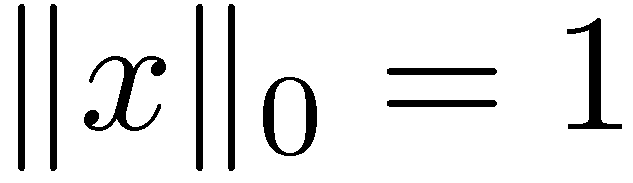 ‖x‖₀ = 1